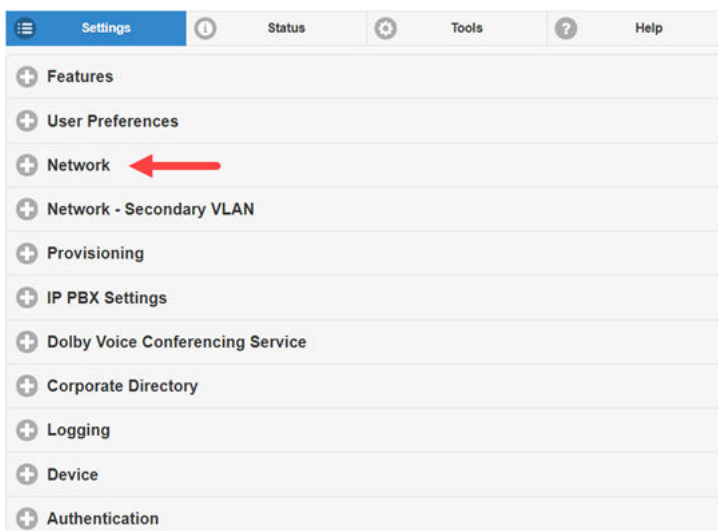 Settings Status Tools Help
Features
User Preferences
Network
Network - Secondary VLAN
Provisioning
IP PBX Settings
Dolby Voice Conferencing Service
Corporate Directory
Logging
Device
Authentication